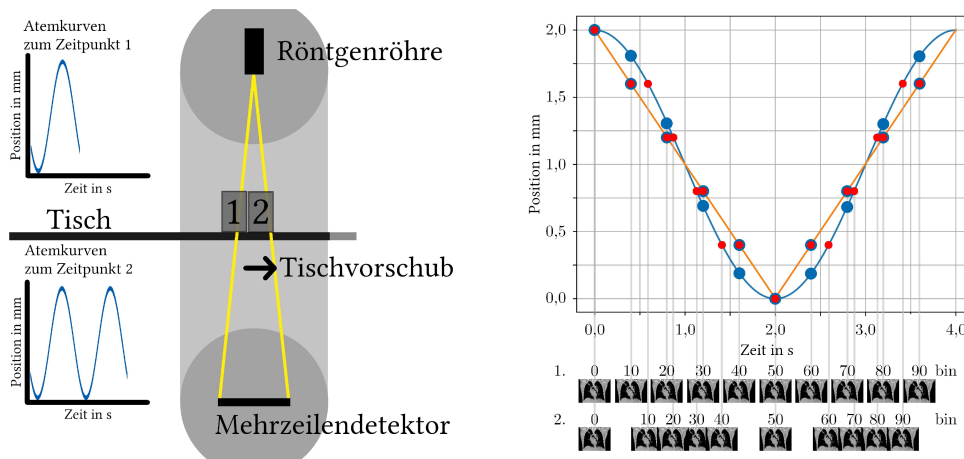 Atemkurven
zum Zeitpunkt 1
Position in mm
Zeit in s
Röntgenröhre
1 2
Tisch
Atemkurven
zum Zeitpunkt 2
Position in mm
Zeit in s
Tischvorschub
Mehrzeilendetektor
Position in mm
2,0
1,5
1,0
0,5
0,0
0,0 1,0 2,0 3,0 4,0
Zeit in s
1. 0 10 20 30 40 50 60 70 80 90 bin
2. 0 10 20 30 40 50 60 70 80 90 bin